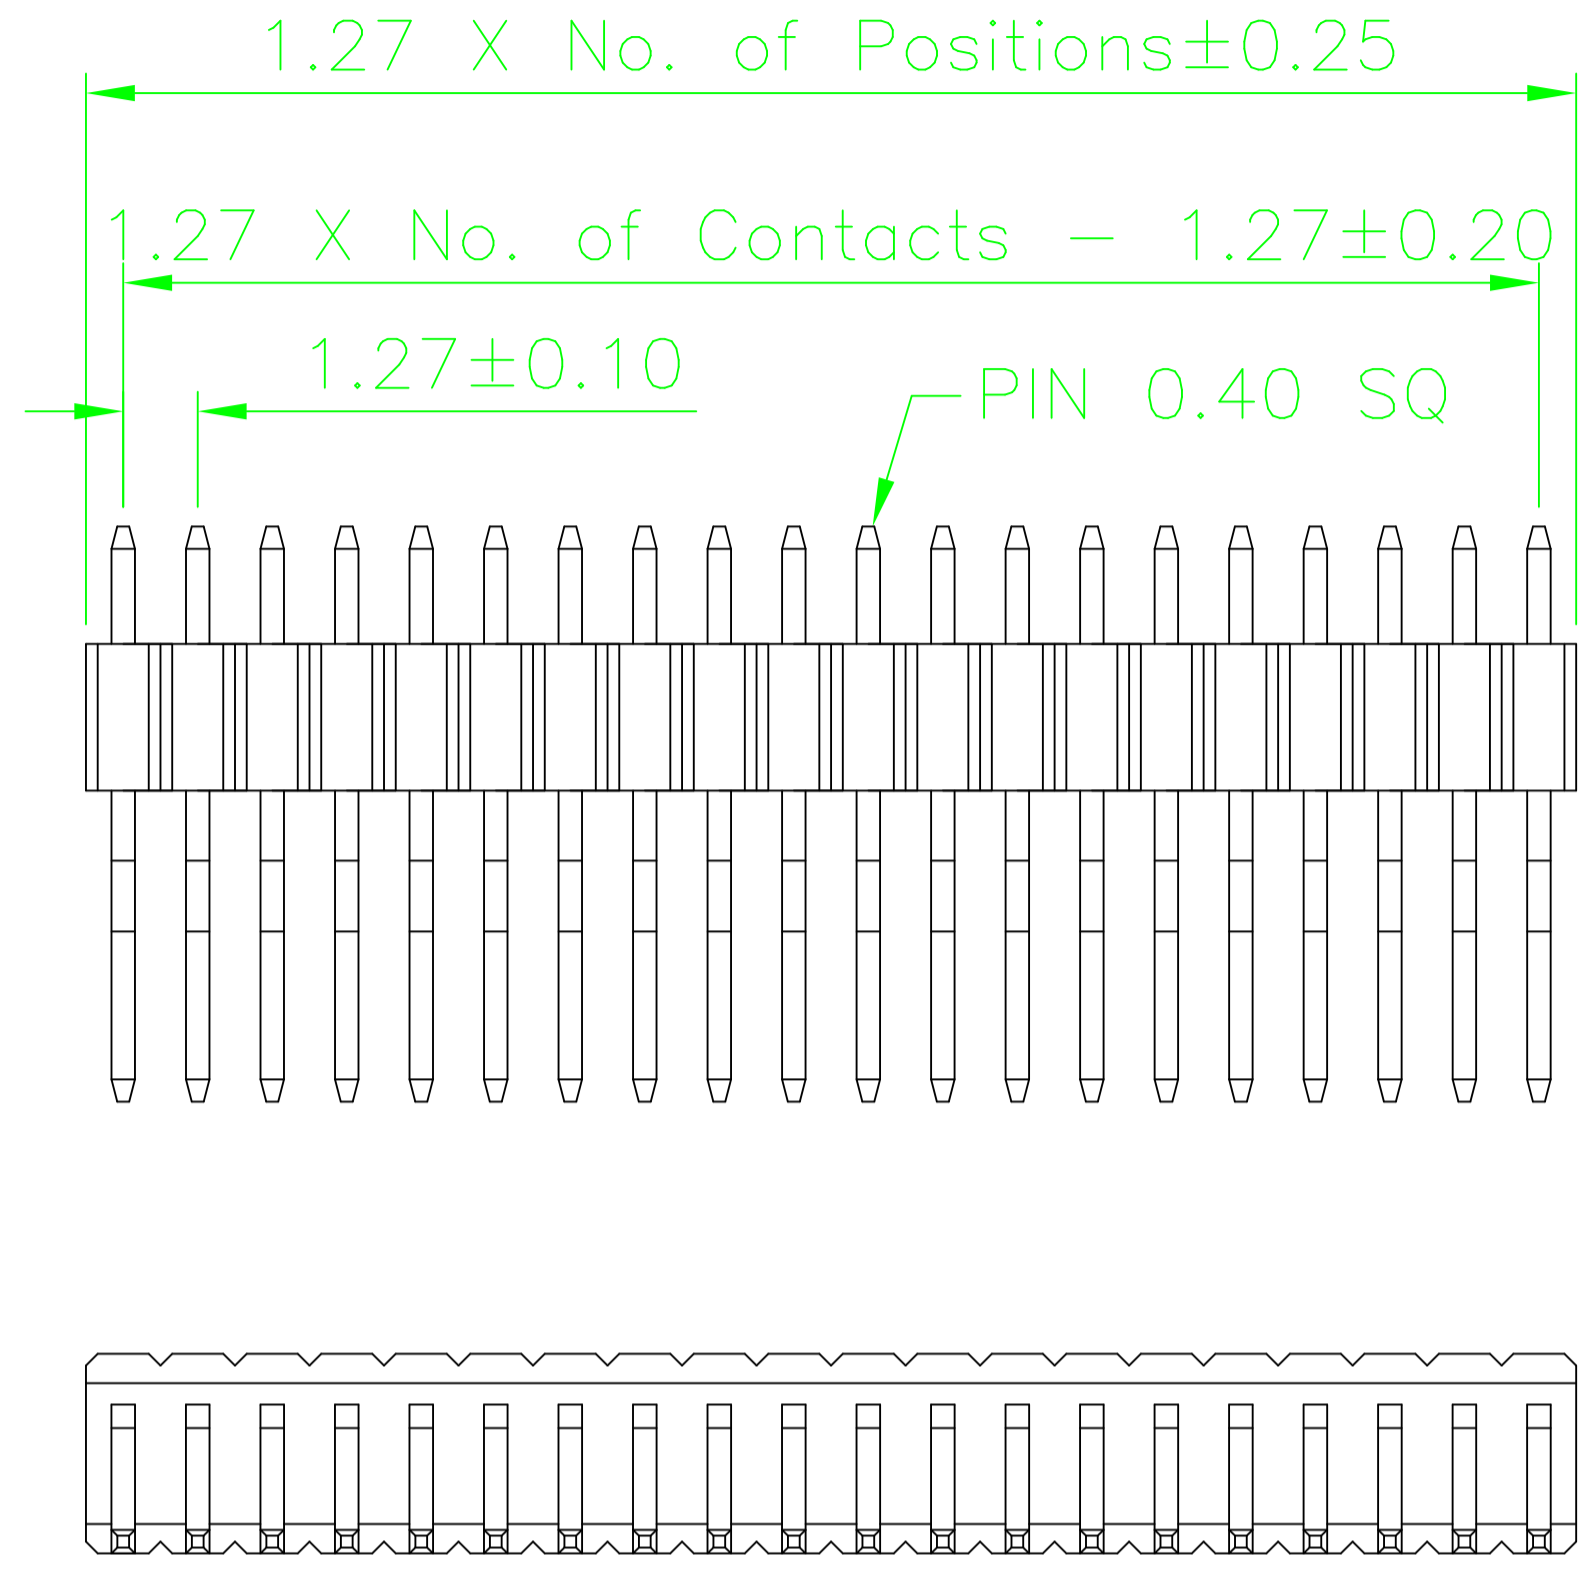 1.27 X No. of Positions±0.25
1.27 X No. of Contacts - 1.27±0.20
1.27±0.10
PIN 0.40 SQ